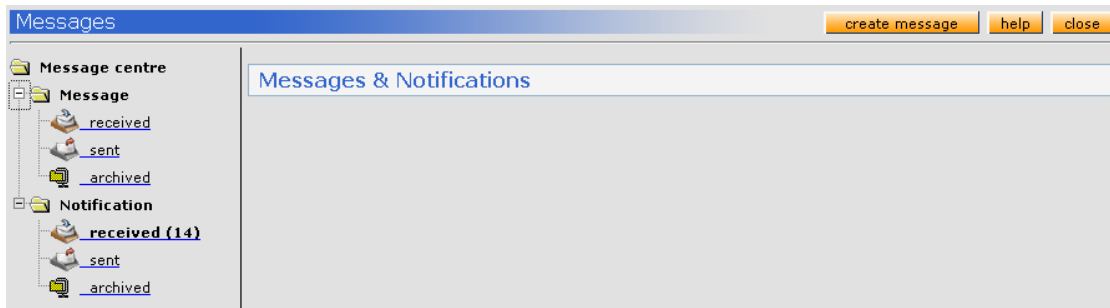 Messages
create message help close
Message centre
Messages & Notifications
Message
received
sent
archived
Notification
received (14)
sent
archived